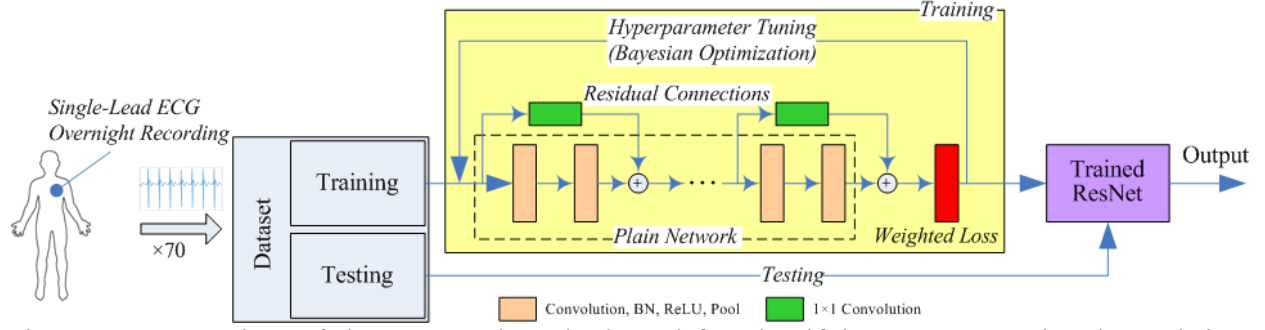 Training
Hyperparameter Tuning
(Bayesian Optimization)
Single-Lead ECG
Overnight Recording
Residual Connections
×70
Dataset
Training
Testing
+
...
+
Plain Network
Weighted Loss
Trained
ResNet
Output
Testing
Convolution, BN, ReLU, Pool
1×1 Convolution